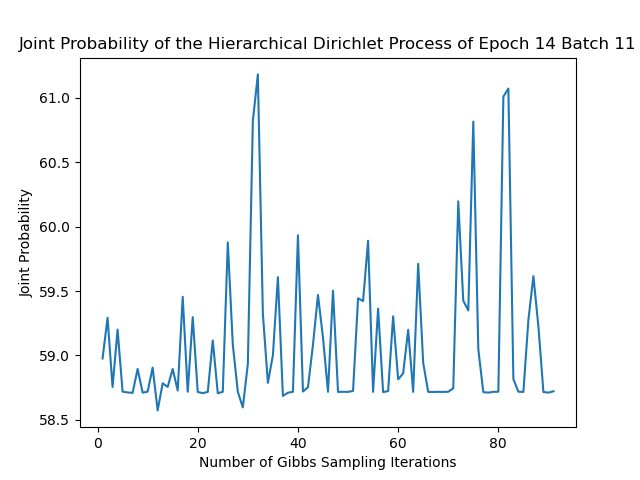 Joint Probability of the Hierarchical Dirichlet Process of Epoch 14 Batch 11
61.0
60.5
60.0
59.5
59.0
58.5
Joint Probability
0 20 40 60 80
Number of Gibbs Sampling Iterations